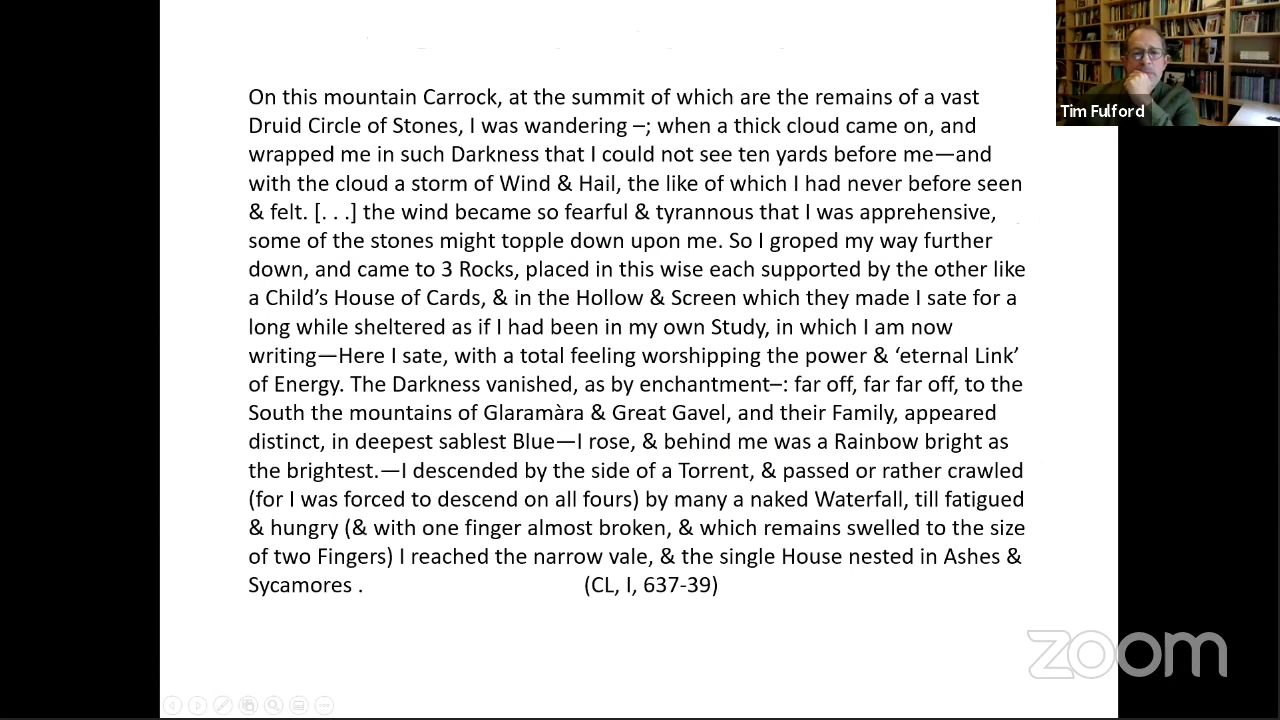 On this mountain Carrock, at the summit of which are the remains of a vast
Druid Circle of Stones, I was wandering –; when a thick cloud came on, and
wrapped me in such Darkness that I could not see ten yards before me—and
with the cloud a storm of Wind & Hail, the like of which I had never before seen
& felt. [. . .] the wind became so fearful & tyrannous that I was apprehensive,
some of the stones might topple down upon me. So I groped my way further
down, and came to 3 Rocks, placed in this wise each supported by the other like
a Child’s House of Cards, & in the Hollow & Screen which they made I sate for a
long while sheltered as if I had been in my own Study, in which I am now
writing—Here I sate, with a total feeling worshipping the power & ‘eternal Link’
of Energy. The Darkness vanished, as by enchantment–: far off, far far off, to the
South the mountains of Glaramàra & Great Gavel, and their Family, appeared
distinct, in deepest sablest Blue—I rose, & behind me was a Rainbow bright as
the brightest.—I descended by the side of a Torrent, & passed or rather crawled
(for I was forced to descend on all fours) by many a naked Waterfall, till fatigued
& hungry (& with one finger almost broken, & which remains swelled to the size
of two Fingers) I reached the narrow vale, & the single House nested in Ashes &
Sycamores . (CL, I, 637-39)
Tim Fulford
zoom